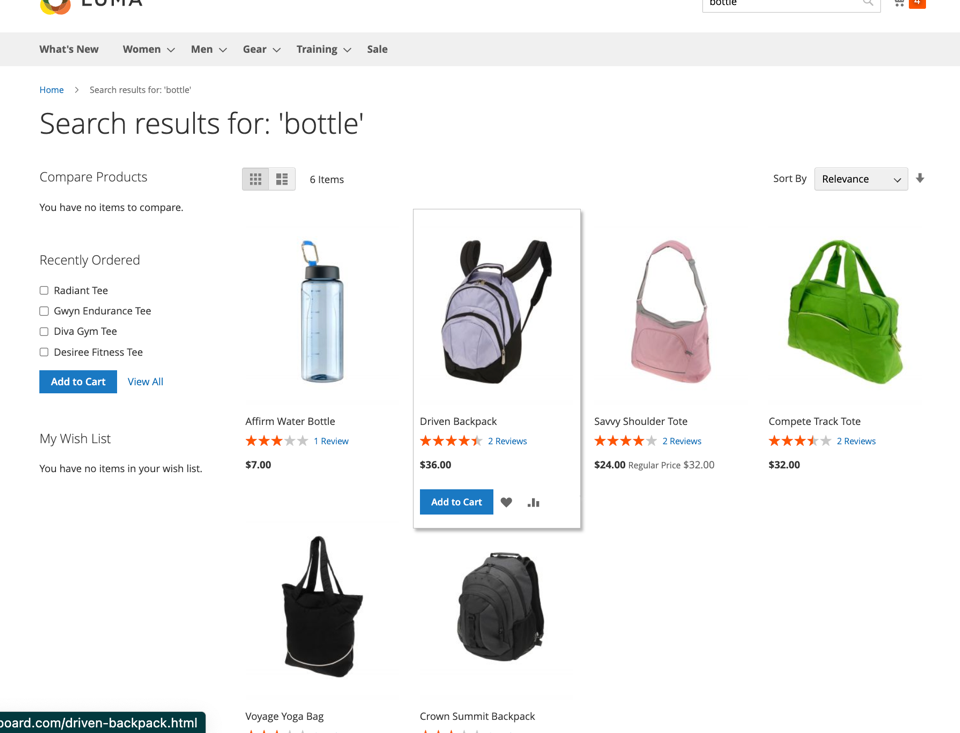 LUMA
bottle
4
What's New Women Men Gear Training Sale
Home > Search results for: 'bottle'
Search results for: 'bottle'
Compare Products
You have no items to compare.
Recently Ordered
Radiant Tee
Gwyn Endurance Tee
Diva Gym Tee
Desiree Fitness Tee
Add to Cart View All
My Wish List
You have no items in your wish list.
6 Items
Sort By Relevance
Affirm Water Bottle
1 Review
$7.00
Driven Backpack
2 Reviews
$36.00
Add to Cart
Savvy Shoulder Tote
2 Reviews
$24.00 Regular Price $32.00
Compete Track Tote
2 Reviews
$32.00
Voyage Yoga Bag
Crown Summit Backpack
board.com/driven-backpack.html